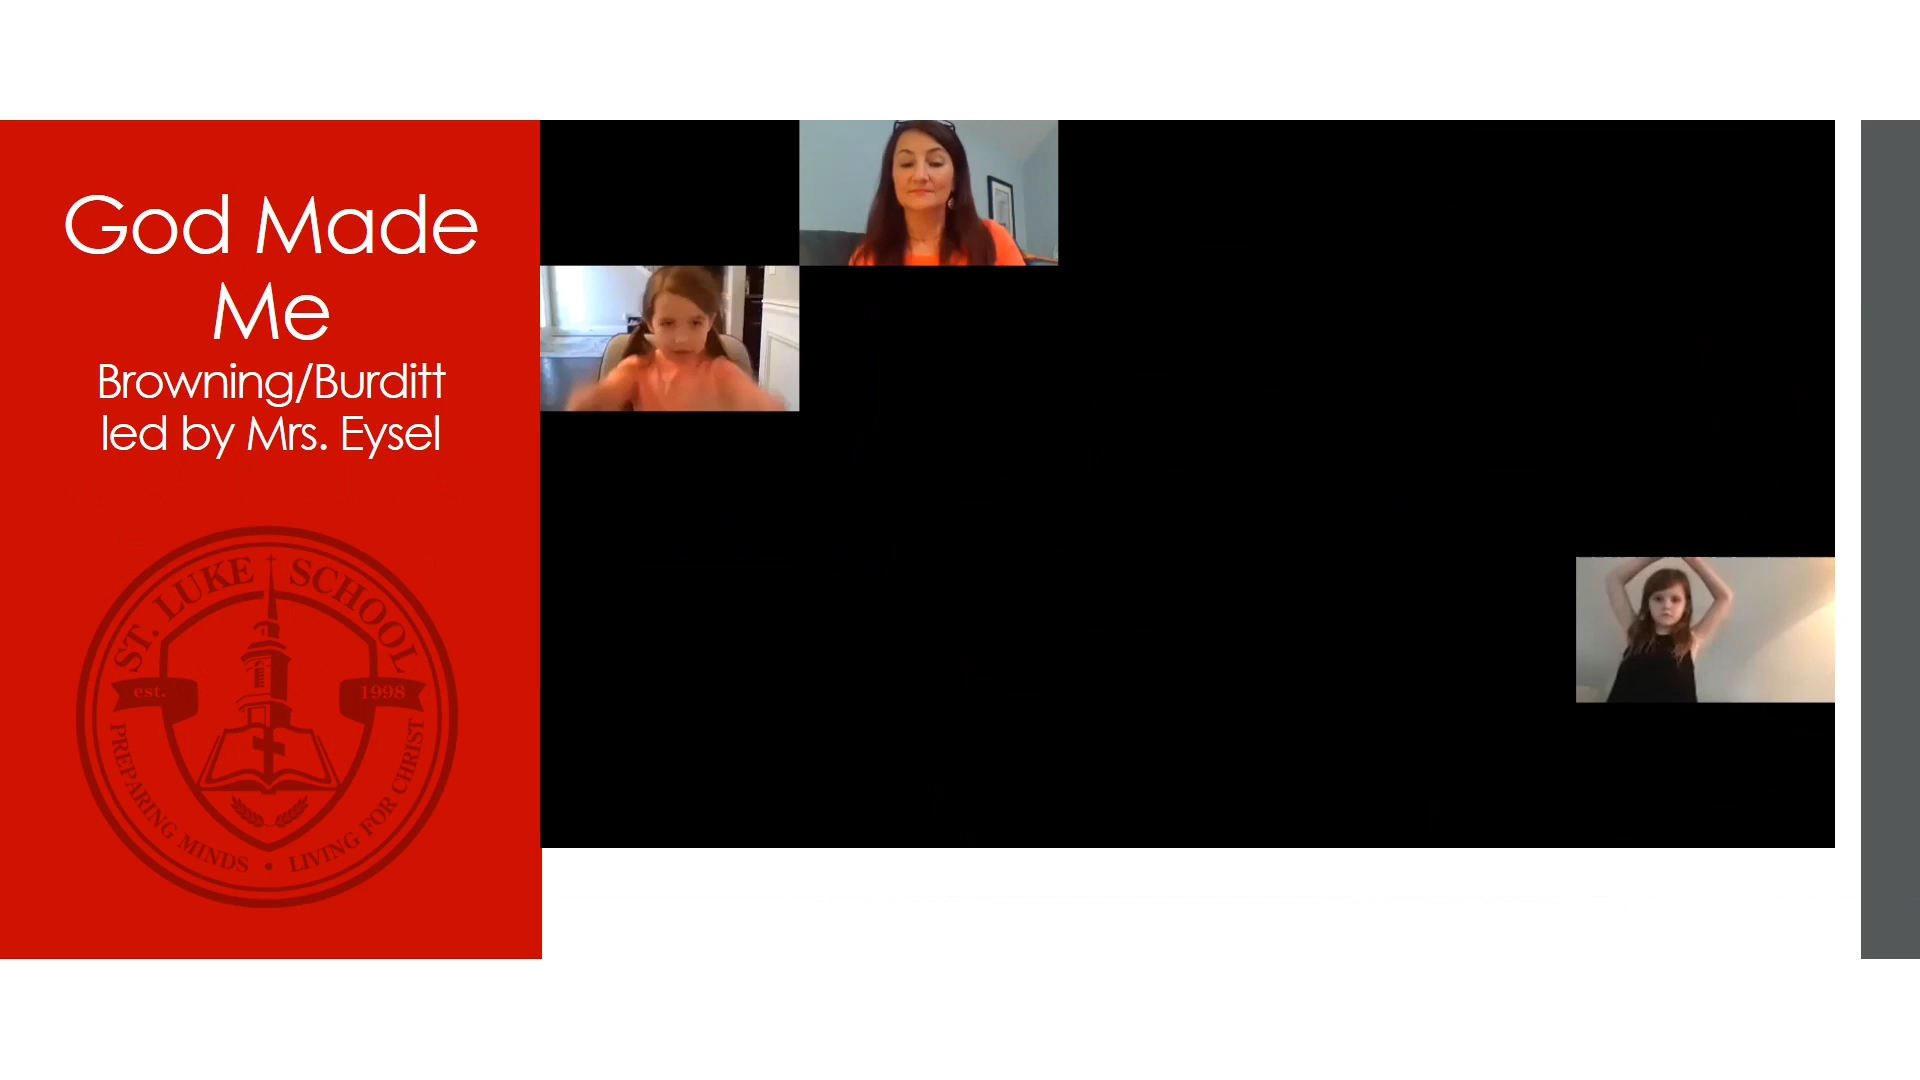 God Made
Me
Browning/Burditt
led by Mrs. Eysel
ST. LUKE SCHOOL
est. 1998
PREPARING MINDS • LIVING FOR CHRIST